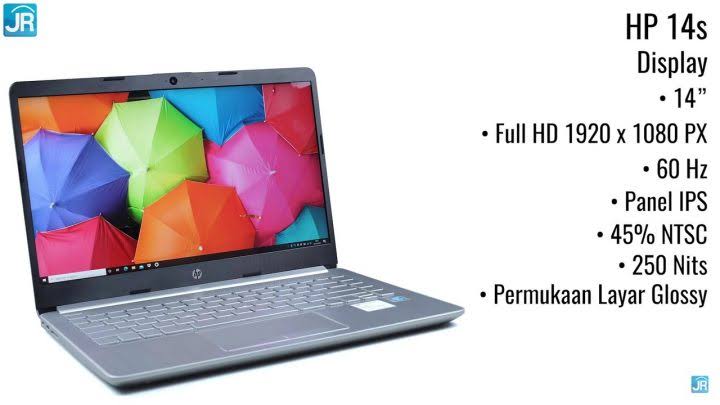 JR
HP 14s
Display
• 14”
• Full HD 1920 x 1080 PX
• 60 Hz
• Panel IPS
• 45% NTSC
• 250 Nits
• Permukaan Layar Glossy
hp
JR